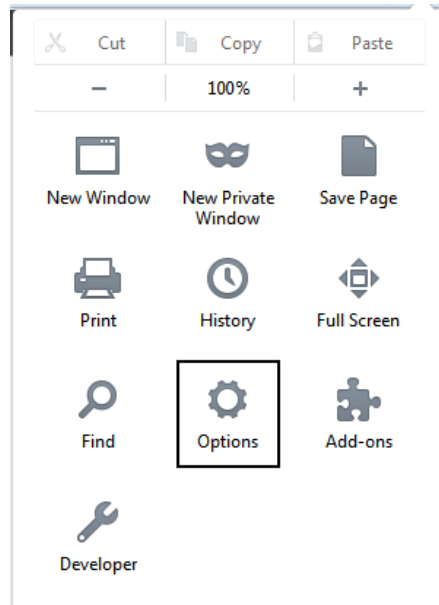 Cut Copy Paste
− 100% +
New Window New Private Window Save Page
Print History Full Screen
Find Options Add-ons
Developer